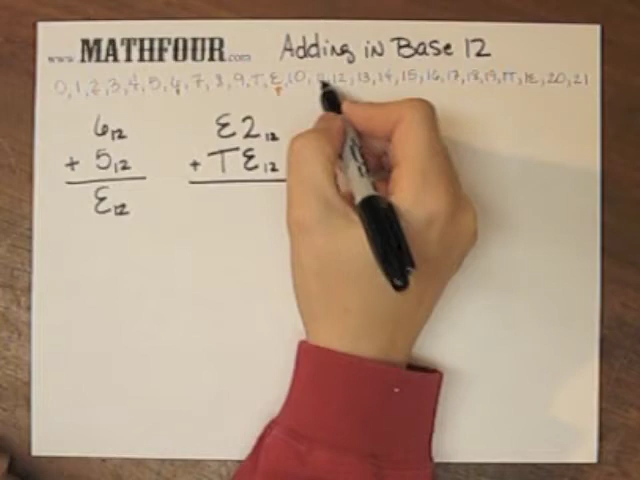 www.MATHFOUR.com Adding in Base 12
0,1,2,3,4,5,6,7,8,9,T,Ɛ,10,11,12,13,14,15,16,17,18,19,1T,1Ɛ,20,21
6₁₂ Ɛ2₁₂
+ 5₁₂ + TƐ₁₂
Ɛ₁₂